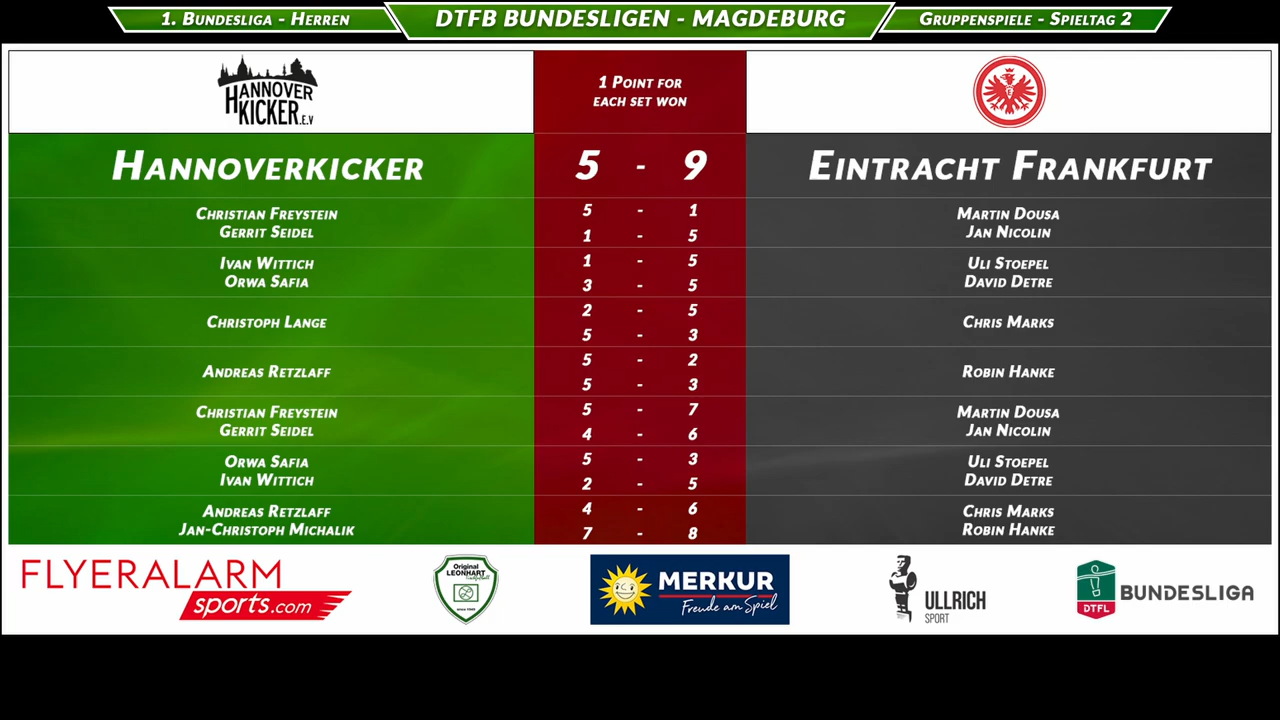 1. Bundesliga - Herren
DTFB BUNDESLIGEN - MAGDEBURG
Gruppenspiele - Spieltag 2
HANNOVER
KICKER.E.V
1 Point for
each set won
Hannoverkicker
5 - 9
Eintracht Frankfurt
Christian Freystein
Gerrit Seidel
5 - 1
1 - 5
Martin Dousa
Jan Nicolin
Ivan Wittich
Orwa Safia
1 - 5
3 - 5
Uli Stoepel
David Detre
Christoph Lange
2 - 5
5 - 3
Chris Marks
Andreas Retzlaff
5 - 2
5 - 3
Robin Hanke
Christian Freystein
Gerrit Seidel
5 - 7
4 - 6
Martin Dousa
Jan Nicolin
Orwa Safia
Ivan Wittich
5 - 3
2 - 5
Uli Stoepel
David Detre
Andreas Retzlaff
Jan-Christoph Michalik
4 - 6
7 - 8
Chris Marks
Robin Hanke
FLYERALARM
sports.com
Original
LEONHART
Tischfußball
since 1945
MERKUR
Freude am Spiel
ULLRICH
SPORT
DTFL
BUNDESLIGA